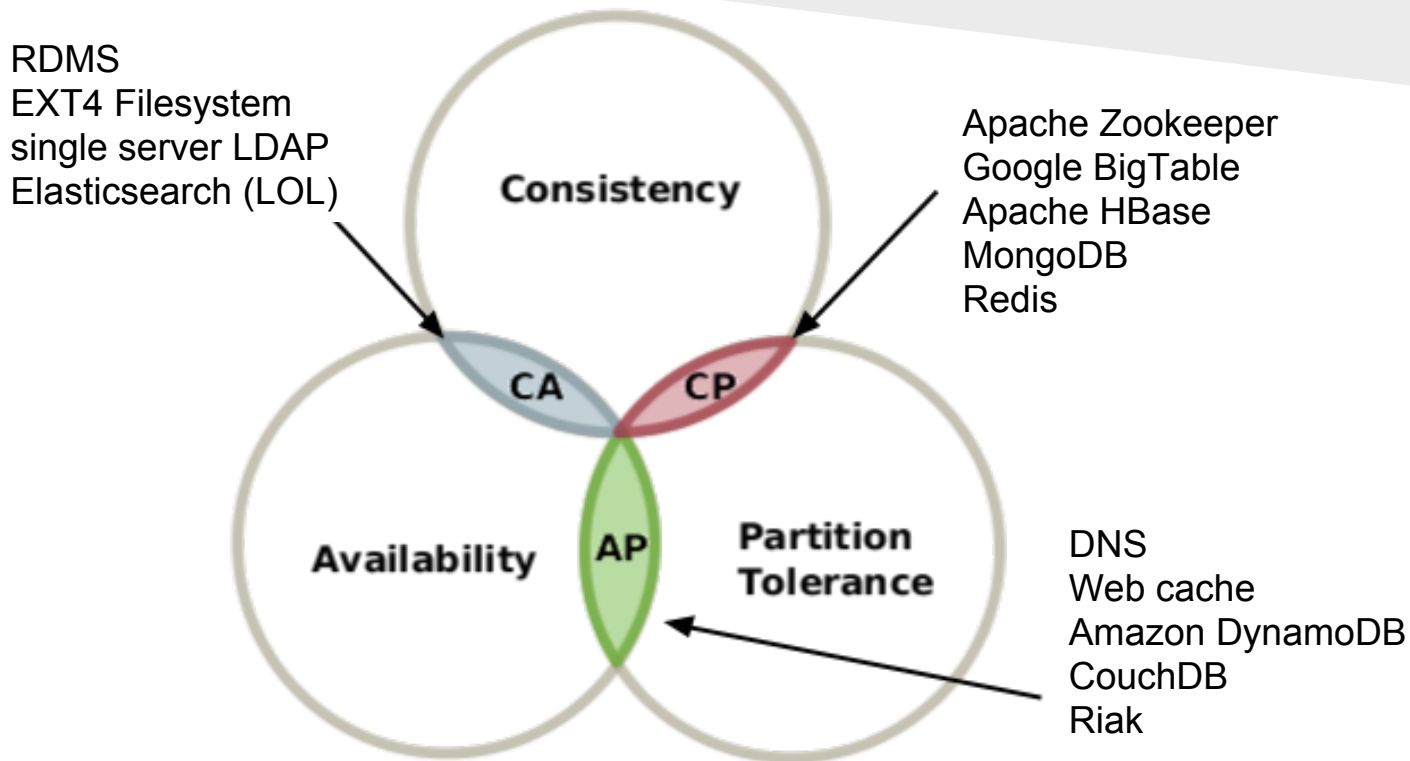 RDMS
EXT4 Filesystem
single server LDAP
Elasticsearch (LOL)
Consistency
Apache Zookeeper
Google BigTable
Apache HBase
MongoDB
Redis
CA
CP
Availability
AP
Partition
Tolerance
DNS
Web cache
Amazon DynamoDB
CouchDB
Riak